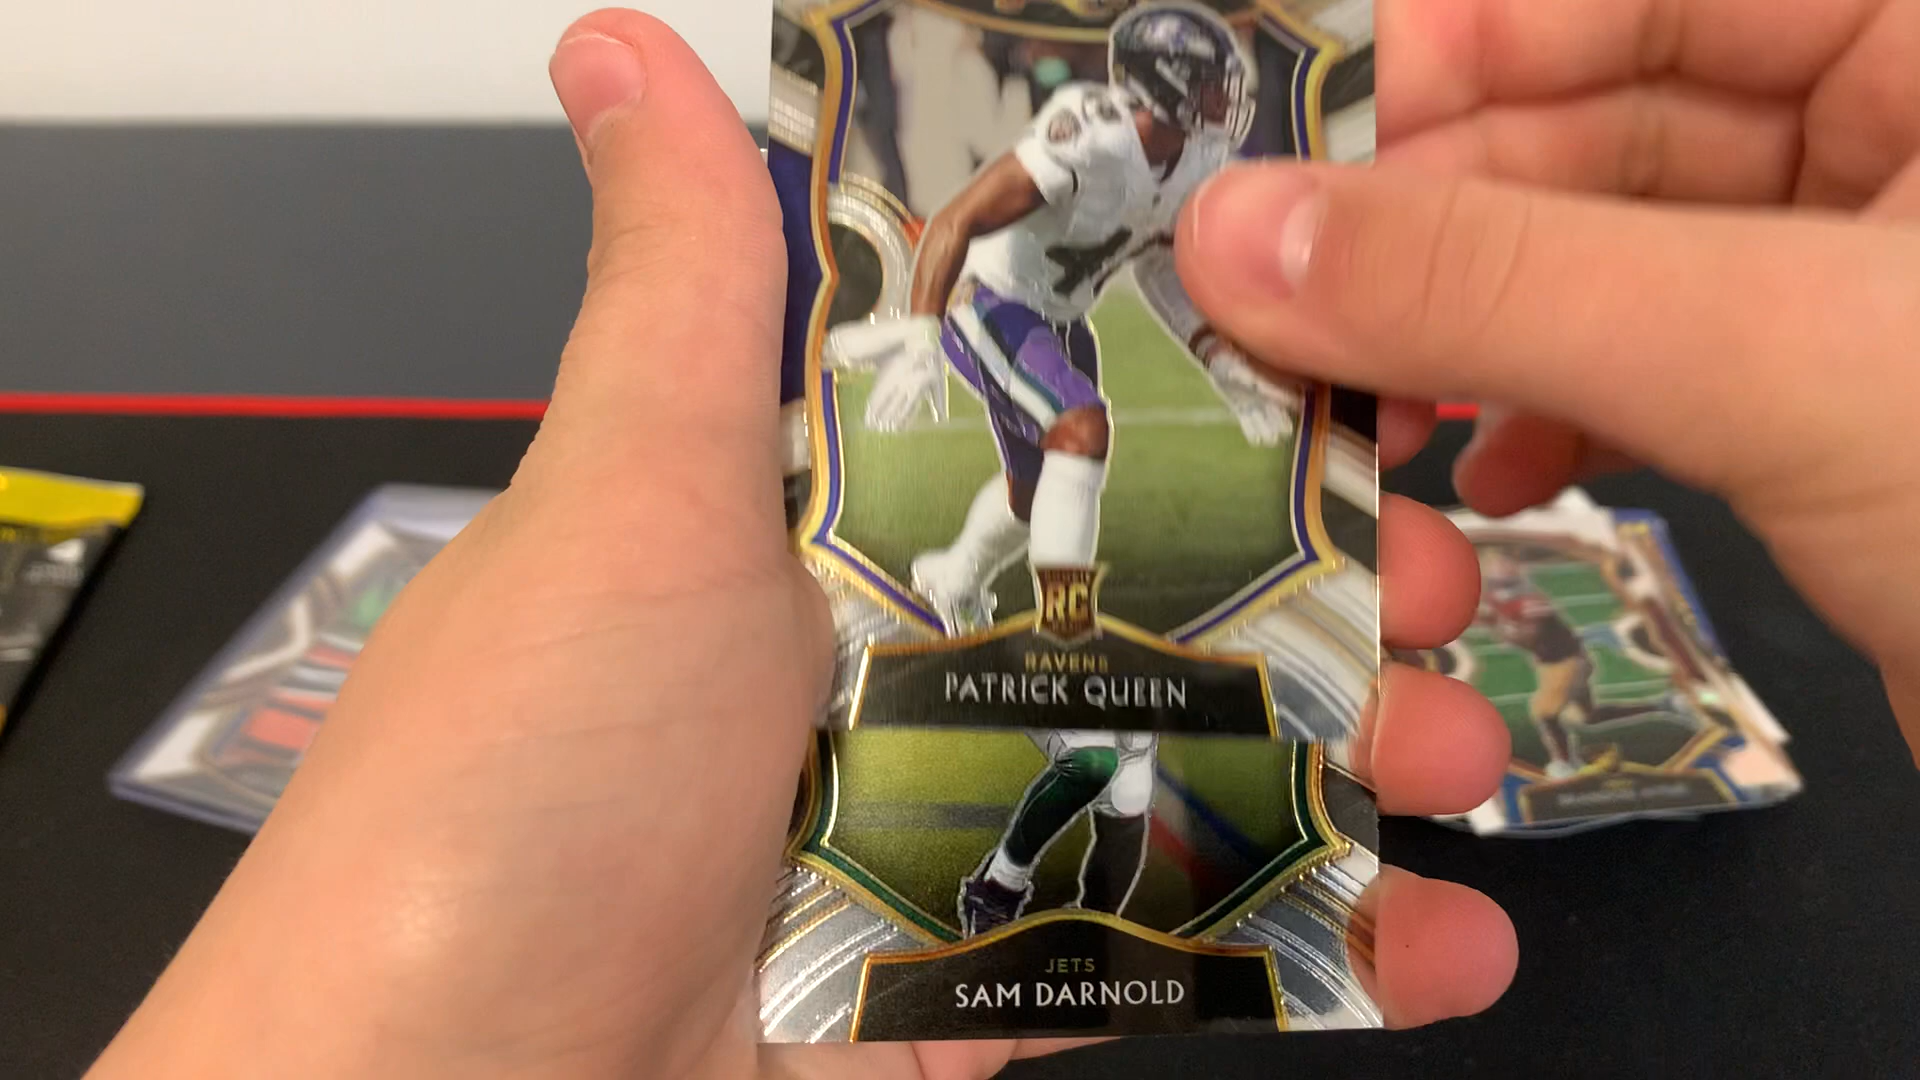 RC
RAVENS
PATRICK QUEEN
JETS
SAM DARNOLD